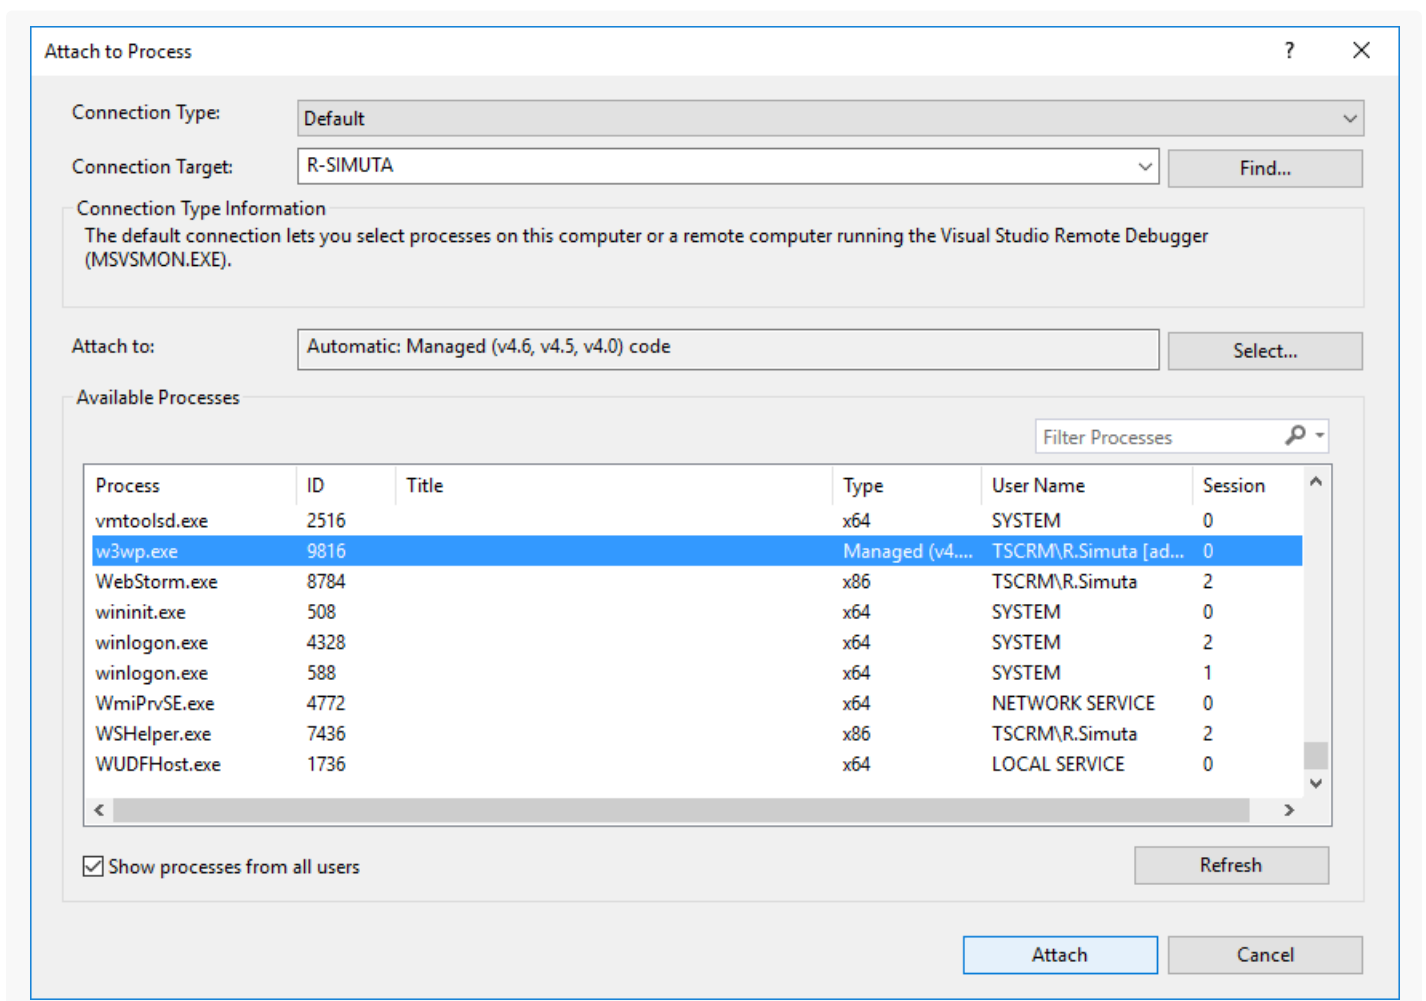 Attach to Process
?
Connection Type:
Default
Connection Target:
R-SIMUTA
Find...
Connection Type Information
The default connection lets you select processes on this computer or a remote computer running the Visual Studio Remote Debugger
(MSVSMON.EXE).
Attach to:
Automatic: Managed (v4.6, v4.5, v4.0) code
Select...
Available Processes
Filter Processes
Process ID Title Type User Name Session
vmtoolsd.exe 2516 x64 SYSTEM 0
w3wp.exe 9816 Managed (v4.... TSCRM\R.Simuta [ad... 0
WebStorm.exe 8784 x86 TSCRM\R.Simuta 2
wininit.exe 508 x64 SYSTEM 0
winlogon.exe 4328 x64 SYSTEM 2
winlogon.exe 588 x64 SYSTEM 1
WmiPrvSE.exe 4772 x64 NETWORK SERVICE 0
WSHelper.exe 7436 x86 TSCRM\R.Simuta 2
WUDFHost.exe 1736 x64 LOCAL SERVICE 0
Show processes from all users
Refresh
Attach
Cancel